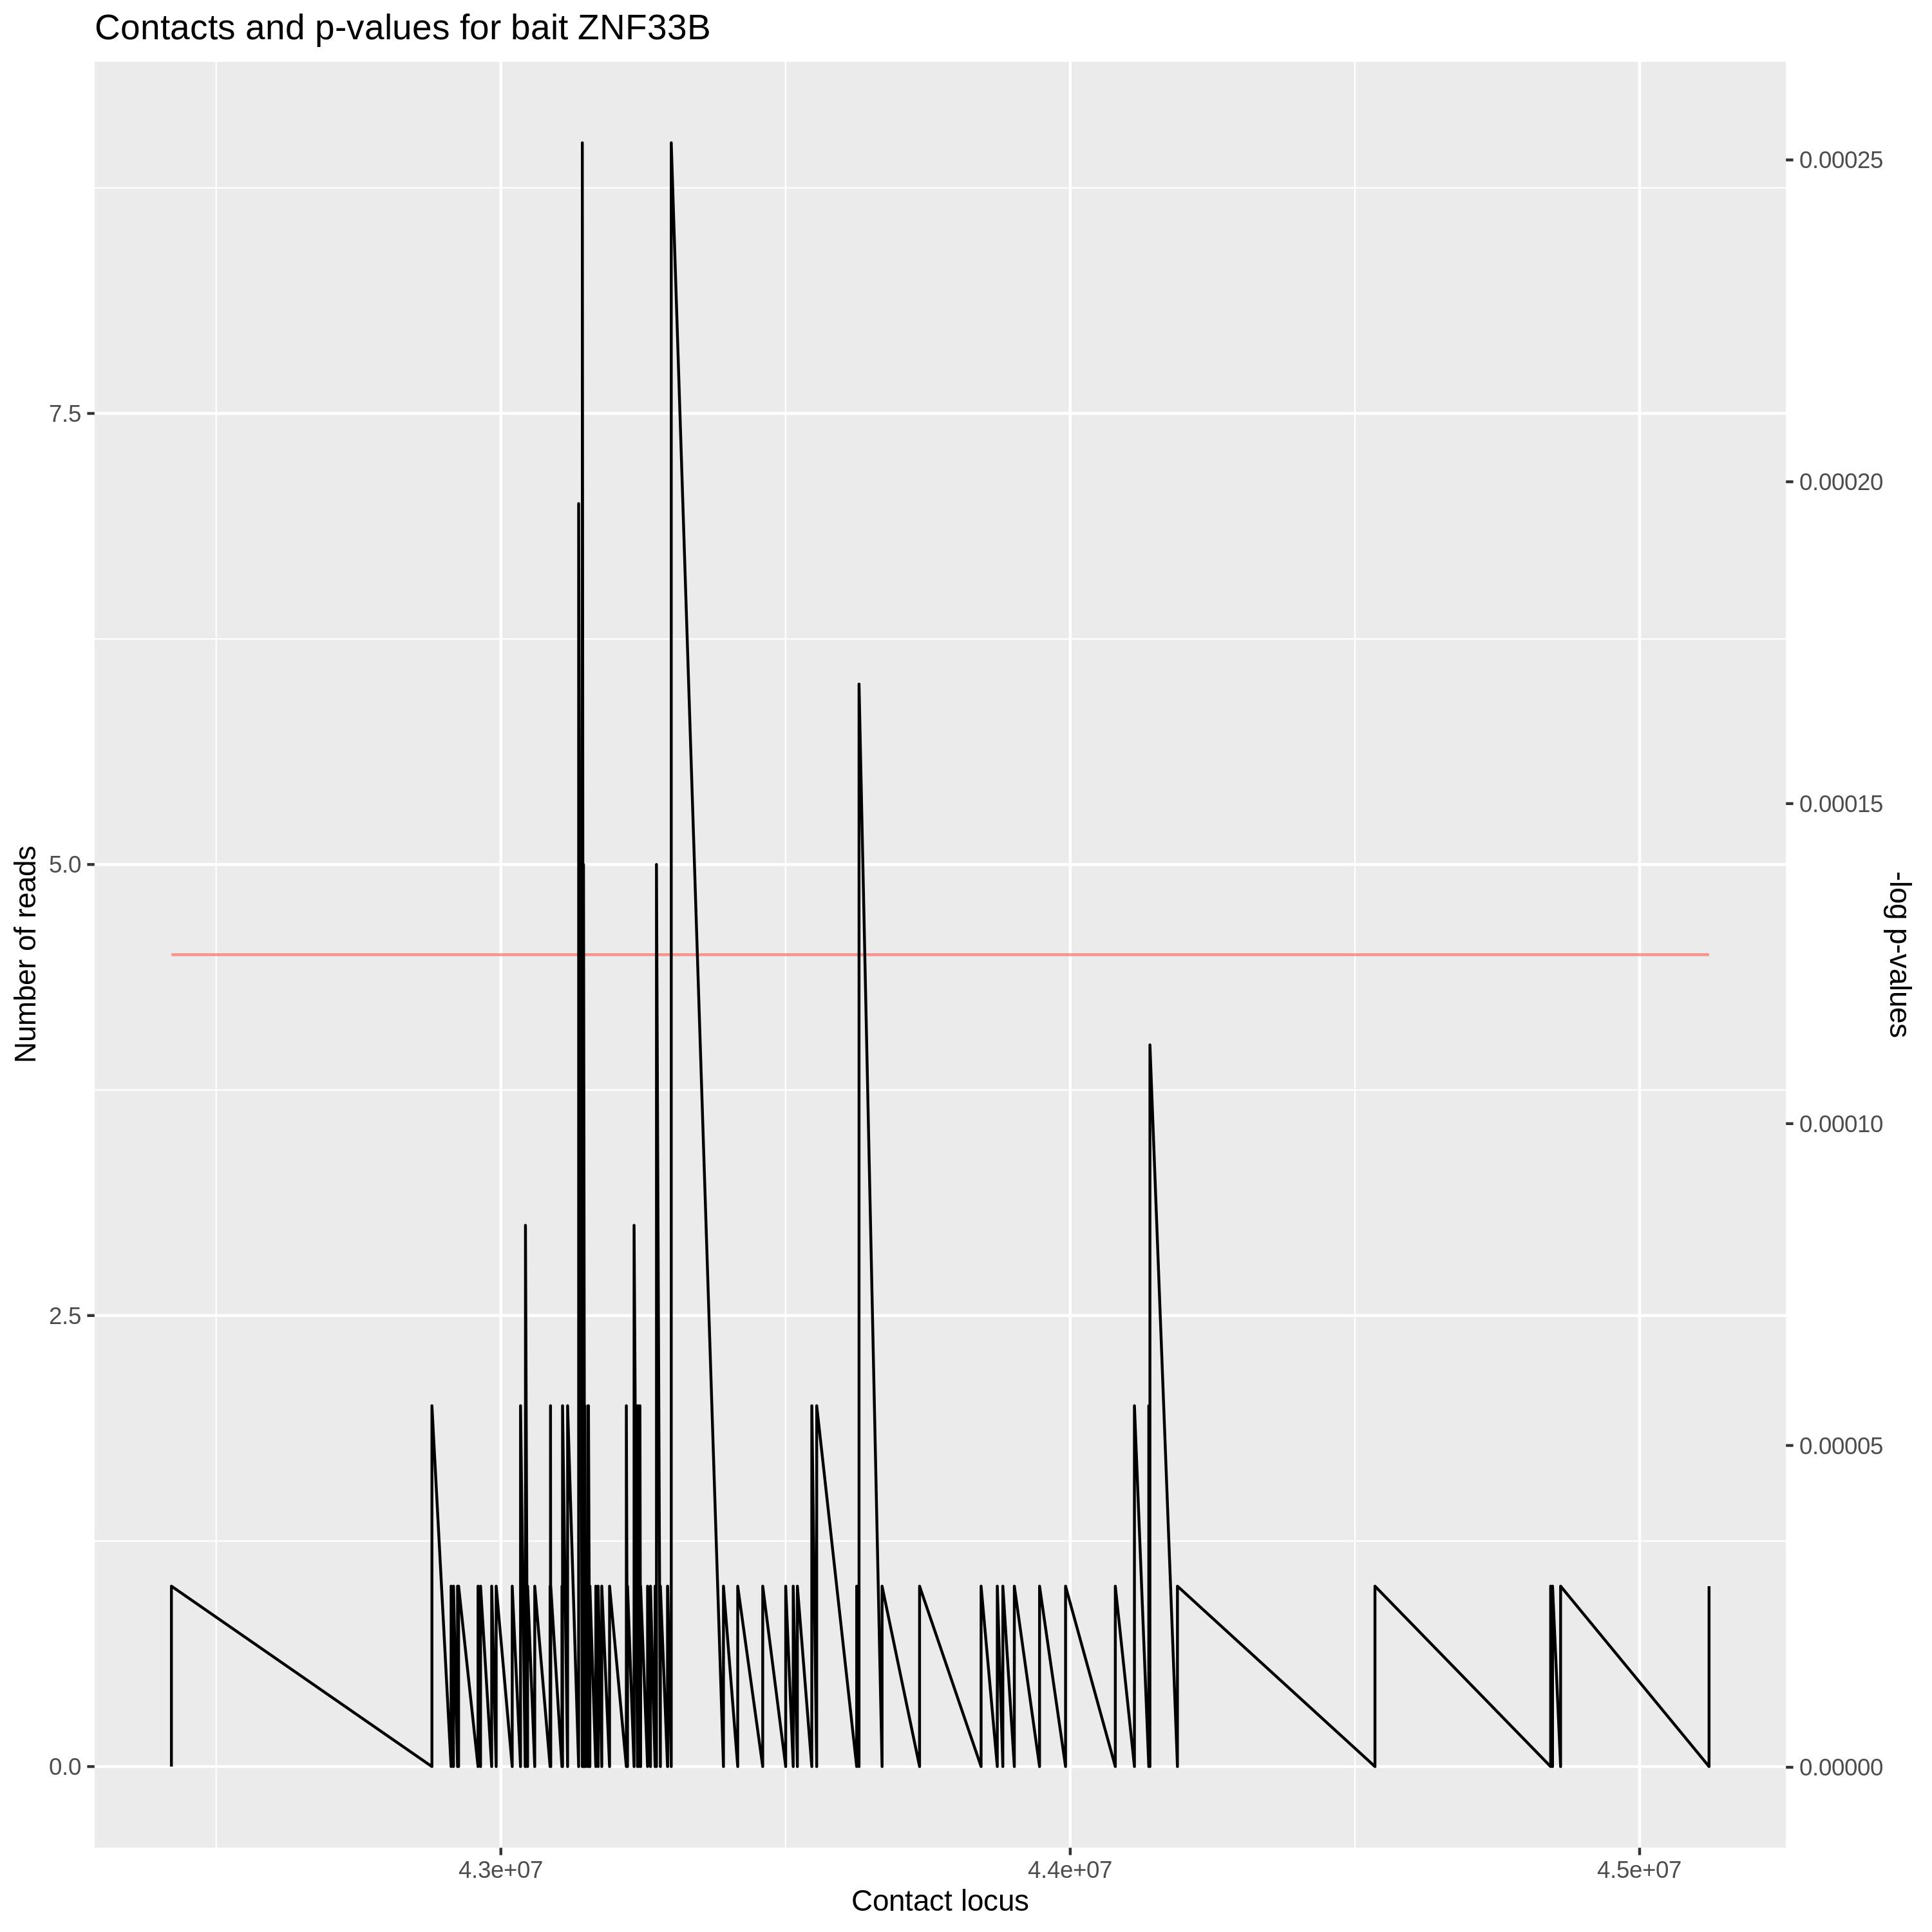 Contacts and p-values for bait ZNF33B
Number of reads
7.5
5.0
2.5
0.0
0.00025
0.00020
0.00015
0.00010
0.00005
0.00000
-log p-values
4.3e+07
4.4e+07
4.5e+07
Contact locus